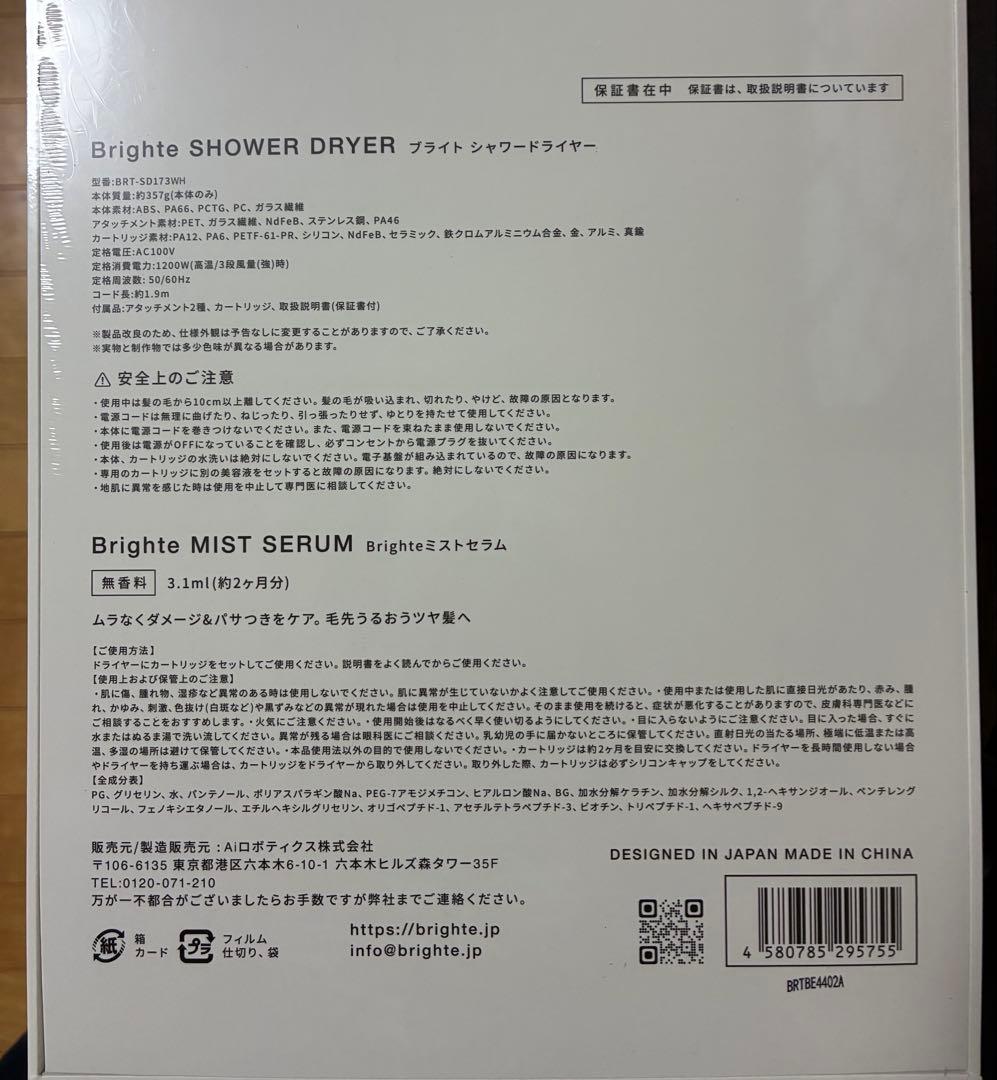 保証書在中 保証書は、取扱説明書についています
Brighte SHOWER DRYER ブライト シャワードライヤー
型番:BRT-SD173WH
本体質量:約357g(本体のみ)
本体素材:ABS、PA66、PCTG、PC、ガラス繊維
アタッチメント素材:PET、ガラス繊維、NdFeB、ステンレス鋼、PA46
カートリッジ素材:PA12、PA6、PETF-61-PR、シリコン、NdFeB、セラミック、鉄クロムアルミニウム合金、金、アルミ、真鍮
定格電圧:AC100V
定格消費電力:1200W(高温/3段風量(強)時)
定格周波数: 50/60Hz
コード長:約1.9m
付属品:アタッチメント2種、カートリッジ、取扱説明書(保証書付)
※製品改良のため、仕様外観は予告なしに変更することがありますので、ご了承ください。
※実物と制作物では多少色味が異なる場合があります。
安全上のご注意
・使用中は髪の毛から10cm以上離してください。髪の毛が吸い込まれ、切れたり、やけど、故障の原因となります。
・電源コードは無理に曲げたり、ねじったり、引っ張ったりせず、ゆとりを持たせて使用してください。
・本体に電源コードを巻きつけないでください。また、電源コードを束ねたまま使用しないでください。
・使用後は電源がOFFになっていることを確認し、必ずコンセントから電源プラグを抜いてください。
・本体、カートリッジの水洗いは絶対にしないでください。電子基盤が組み込まれているので、故障の原因になります。
・専用のカートリッジに別の美容液をセットすると故障の原因になります。絶対にしないでください。
・地肌に異常を感じた時は使用を中止して専門医に相談してください。
Brighte MIST SERUM Brighteミストセラム
無香料 3.1ml(約2ヶ月分)
ムラなくダメージ&パサつきをケア。毛先うるおうツヤ髪へ
【ご使用方法】
ドライヤーにカートリッジをセットしてご使用ください。説明書をよく読んでからご使用ください。
【使用上および保管上のご注意】
・肌に傷、腫れ物、湿疹など異常のある時は使用しないでください。肌に異常が生じていないかよく注意してご使用ください。・使用中または使用した肌に直接日光があたり、赤み、腫
れ、かゆみ、刺激、色抜け(白斑など)や黒ずみなどの異常が現れた場合は使用を中止してください。そのまま使用を続けると、症状が悪化することがありますので、皮膚科専門医などに
ご相談することをおすすめします。・火気にご注意ください。・使用開始後はなるべく早く使い切るようにしてください。・目に入らないようにご注意ください。目に入った場合、すぐに
水またはぬるま湯で洗い流してください。異常が残る場合は眼科医にご相談ください。乳幼児の手に届かないところに保管してください。直射日光の当たる場所、極端に低温または高
温、多湿の場所は避けて保管してください。・本品使用法以外の目的で使用しないでください。・カートリッジは約2ヶ月を目安に交換してください。ドライヤーを長時間使用しない場合
やドライヤーを持ち運ぶ場合は、カートリッジをドライヤーから取り外してください。取り外した際、カートリッジは必ずシリコンキャップをしてください。
【全成分表】
PG、グリセリン、水、パンテノール、ポリアスパラギン酸Na、PEG-7アモジメチコン、ヒアルロン酸Na、BG、加水分解ケラチン、加水分解シルク、1,2-ヘキサンジオール、ペンチレング
リコール、フェノキシエタノール、エチルヘキシルグリセリン、オリゴペプチド-1、アセチルテトラペプチド-3、ビオチン、トリペプチド-1、ヘキサペプチド-9
販売元/製造販売元 : Aiロボティクス株式会社
〒106-6135 東京都港区六本木6-10-1 六本木ヒルズ森タワー35F
TEL:0120-071-210
万が一不都合がございましたらお手数ですが弊社までご連絡ください。
DESIGNED IN JAPAN MADE IN CHINA
紙 箱 カード プラ フィルム 仕切り、袋
https://brighte.jp
info@brighte.jp
4 580785 295755
BRTBE4402A